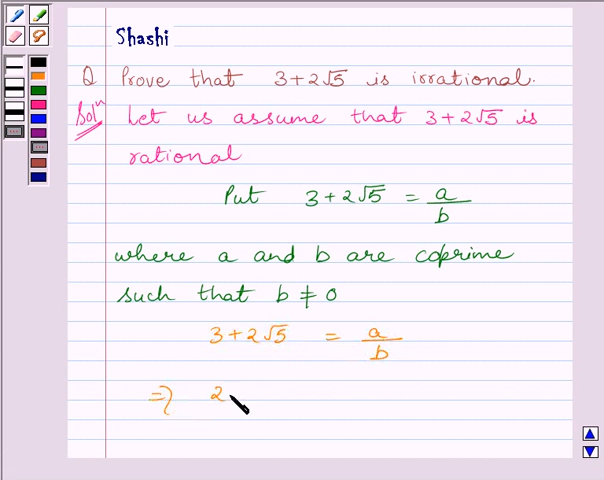 Shashi
Q Prove that 3+2√5 is irrational.
Solⁿ Let us assume that 3+2√5 is
rational
Put 3+2√5 = a/b
where a and b are coprime
such that b ≠ 0
3+2√5 = a/b
⇒ 2